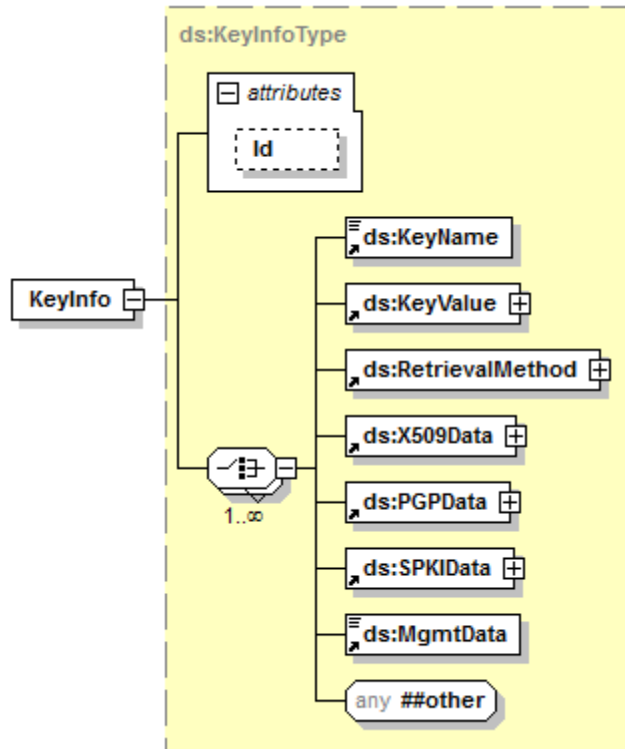 ds:KeyInfoType
attributes
Id
KeyInfo
ds:KeyName
ds:KeyValue
ds:RetrievalMethod
ds:X509Data
ds:PGPData
ds:SPKIData
ds:MgmtData
any ##other
1..∞